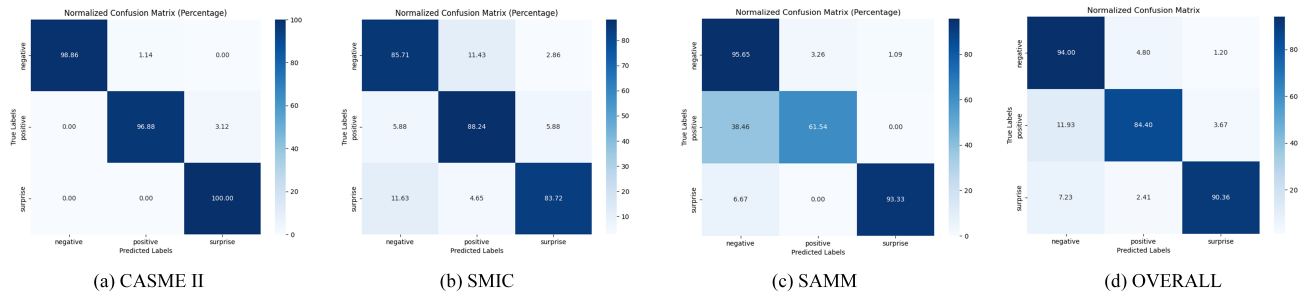 Normalized Confusion Matrix (Percentage)
True Labels
negative
positive
surprise
98.86 1.14 0.00
0.00 96.88 3.12
0.00 0.00 100.00
negative positive surprise
Predicted Labels
100
80
60
40
20
0
(a) CASME II
Normalized Confusion Matrix (Percentage)
True Labels
negative
positive
surprise
85.71 11.43 2.86
5.88 88.24 5.88
11.63 4.65 83.72
negative positive surprise
Predicted Labels
80
70
60
50
40
30
20
10
(b) SMIC
Normalized Confusion Matrix (Percentage)
True Labels
negative
positive
surprise
95.65 3.26 1.09
38.46 61.54 0.00
6.67 0.00 93.33
negative positive surprise
Predicted Labels
80
60
40
20
0
(c) SAMM
Normalized Confusion Matrix
True Labels
negative
positive
surprise
94.00 4.80 1.20
11.93 84.40 3.67
7.23 2.41 90.36
negative positive surprise
Predicted Labels
80
60
40
20
(d) OVERALL